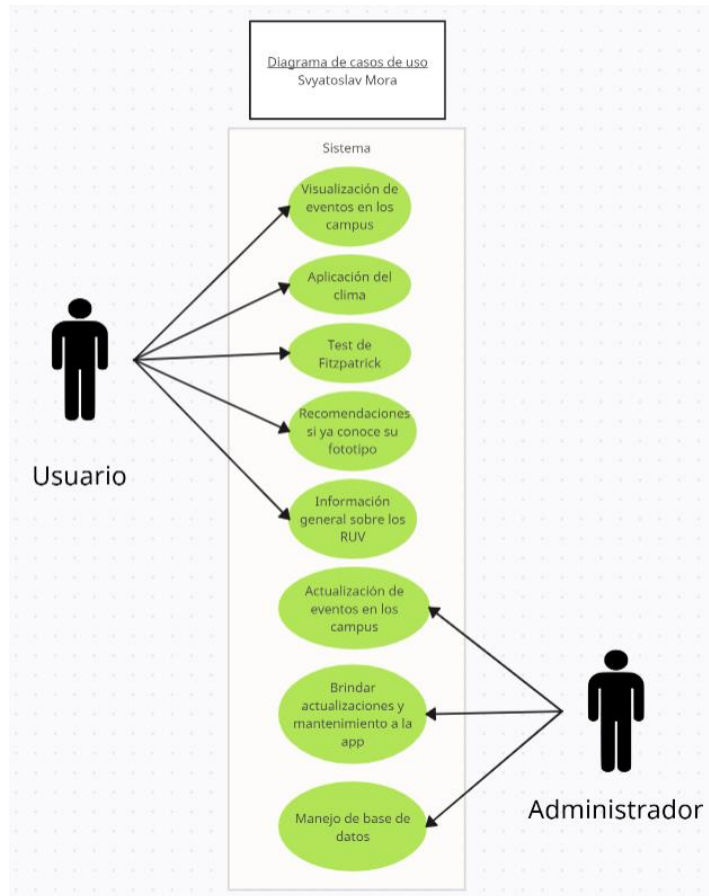 Diagrama de casos de uso
Svyatoslav Mora
Sistema
Visualización de
eventos en los
campus
Aplicación del
clima
Test de
Fitzpatrick
Recomendaciones
si ya conoce su
fototipo
Usuario
Información
general sobre los
RUV
Actualización de
eventos en los
campus
Brindar
actualizaciones y
mantenimiento a la
app
Administrador
Manejo de base de
datos